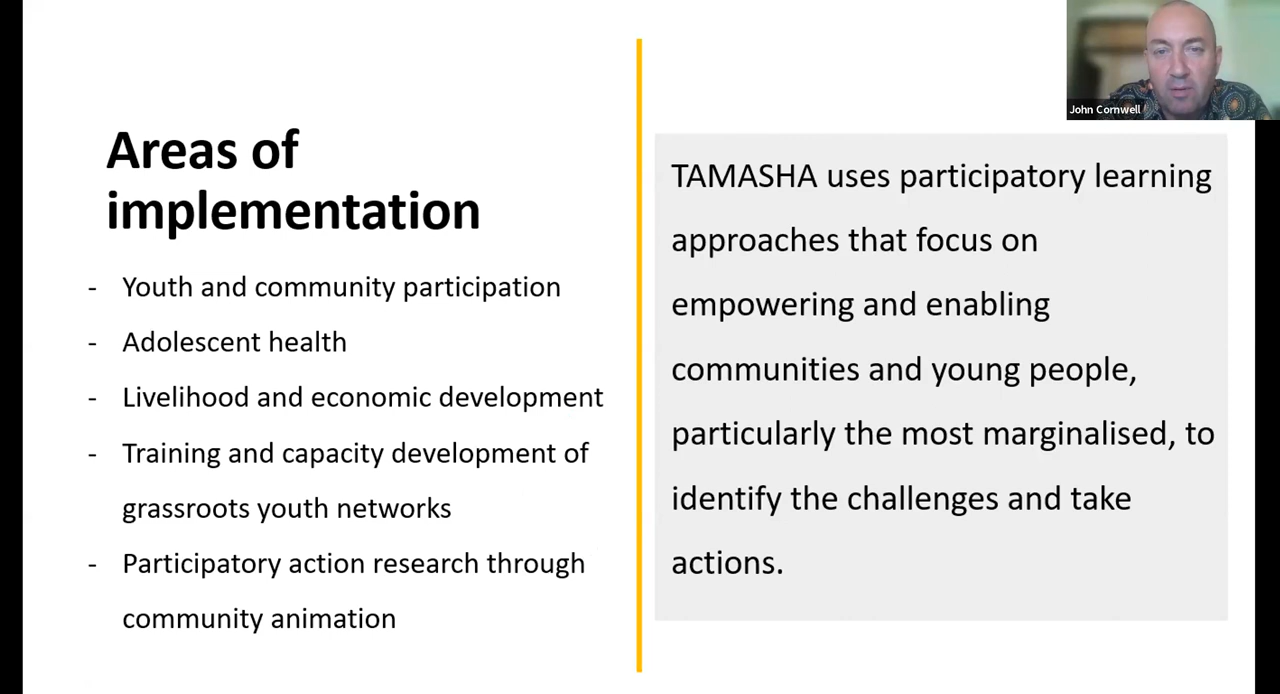 Areas of
implementation
- Youth and community participation
- Adolescent health
- Livelihood and economic development
- Training and capacity development of
grassroots youth networks
- Participatory action research through
community animation
John Cornwell
TAMASHA uses participatory learning
approaches that focus on
empowering and enabling
communities and young people,
particularly the most marginalised, to
identify the challenges and take
actions.